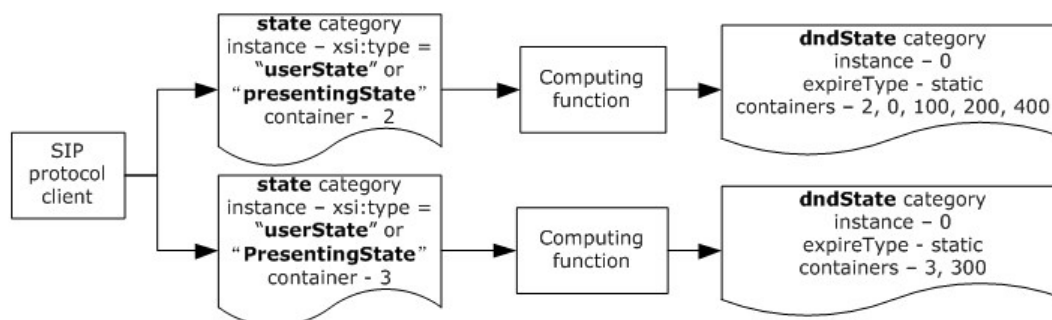 state category
instance – xsi:type =
“userState” or
“presentingState”
container - 2
Computing
function
dndState category
instance – 0
expireType - static
containers – 2, 0, 100, 200, 400
SIP
protocol
client
state category
instance – xsi:type =
“userState” or
“PresentingState”
container - 3
Computing
function
dndState category
instance – 0
expireType - static
containers – 3, 300